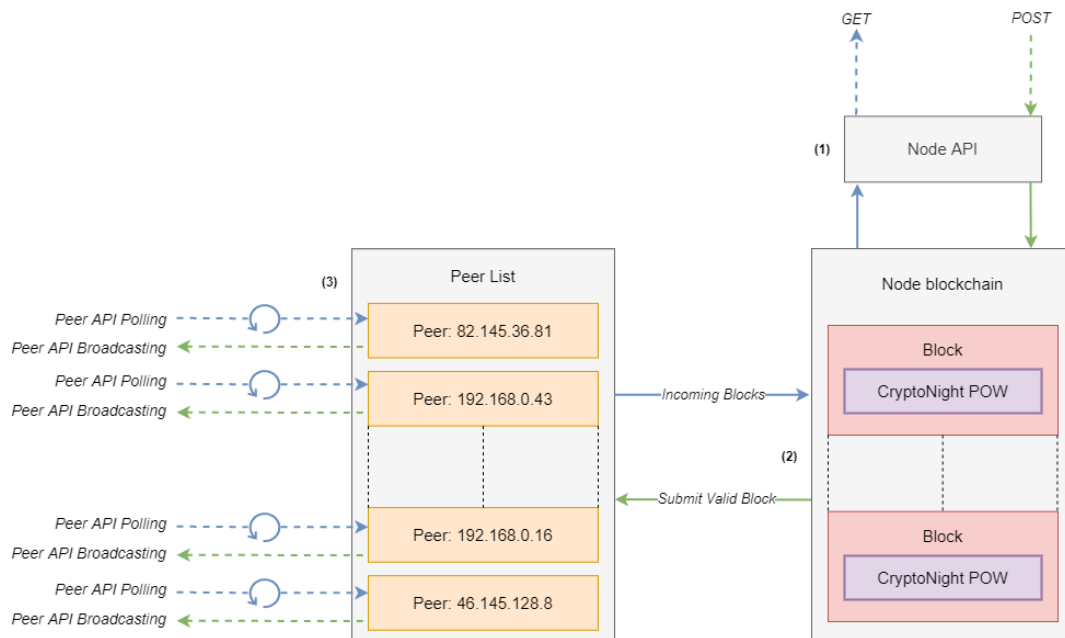 GET
POST
(1)
Node API
(3)
Peer List
Node blockchain
Peer API Polling
Peer: 82.145.36.81
Peer API Broadcasting
Block
Peer API Polling
Peer: 192.168.0.43
Incoming Blocks
CryptoNight POW
Peer API Broadcasting
(2)
Submit Valid Block
Peer API Polling
Peer: 192.168.0.16
Block
Peer API Broadcasting
CryptoNight POW
Peer API Polling
Peer: 46.145.128.8
Peer API Broadcasting